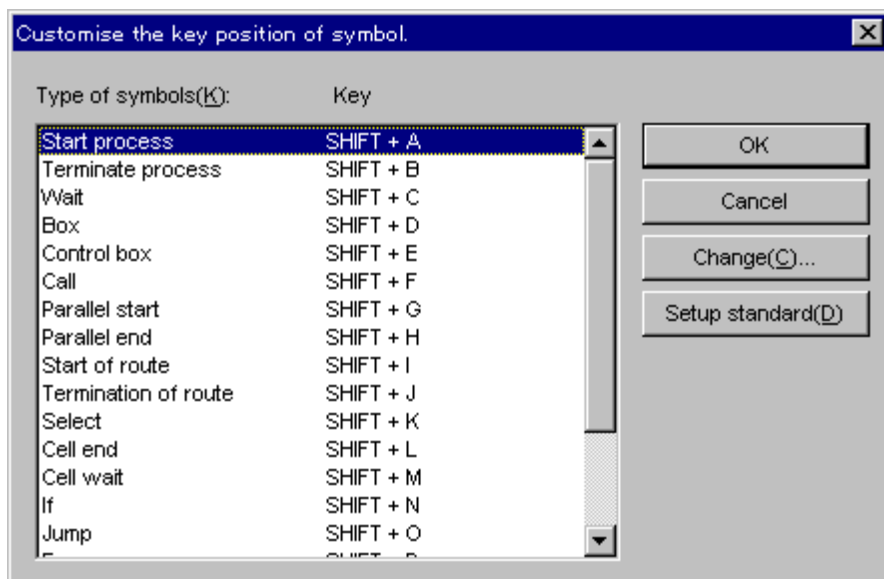 Customise the key position of symbol.
Type of symbols(K): Key
Start process SHIFT + A
Terminate process SHIFT + B
Wait SHIFT + C
Box SHIFT + D
Control box SHIFT + E
Call SHIFT + F
Parallel start SHIFT + G
Parallel end SHIFT + H
Start of route SHIFT + I
Termination of route SHIFT + J
Select SHIFT + K
Cell end SHIFT + L
Cell wait SHIFT + M
If SHIFT + N
Jump SHIFT + O
OK
Cancel
Change(C)...
Setup standard(D)